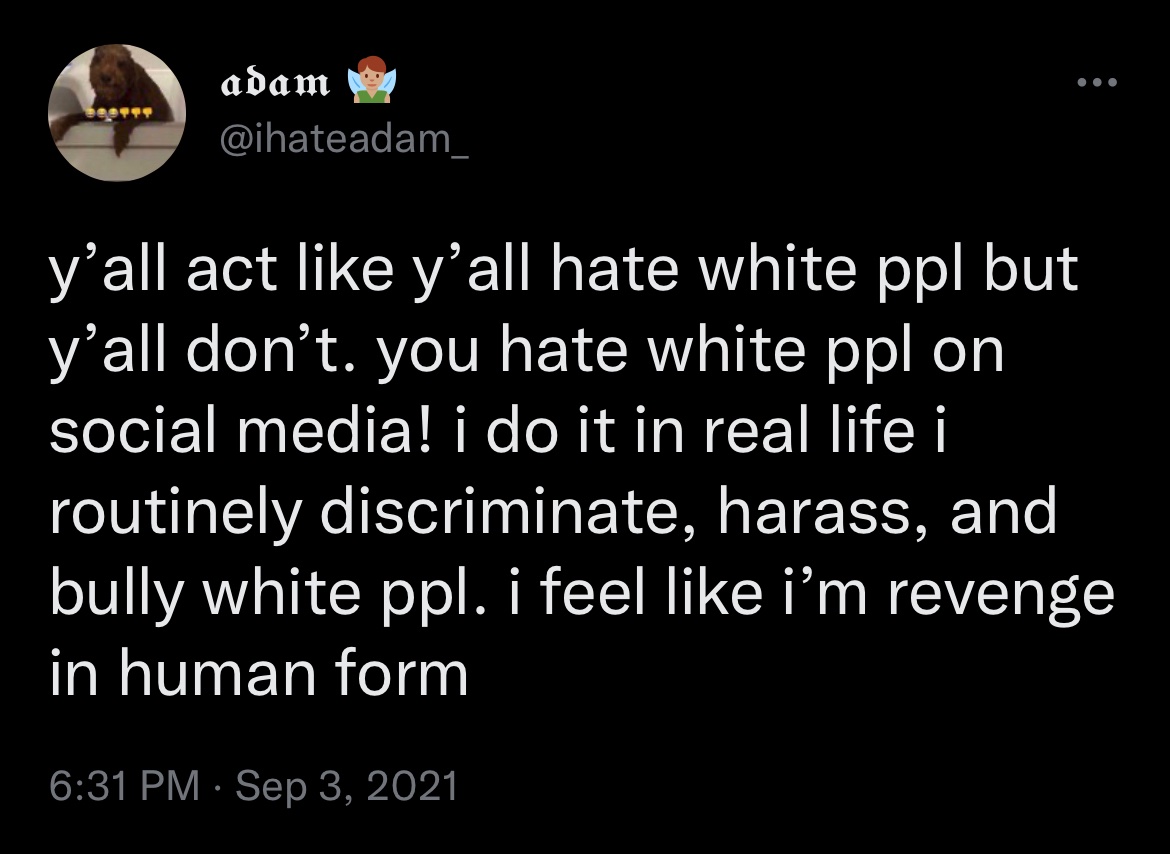 𝖆𝖉𝖆𝖒 🧚🏼‍♂️
@ihateadam_
y’all act like y’all hate white ppl but
y’all don’t. you hate white ppl on
social media! i do it in real life i
routinely discriminate, harass, and
bully white ppl. i feel like i’m revenge
in human form
6:31 PM · Sep 3, 2021